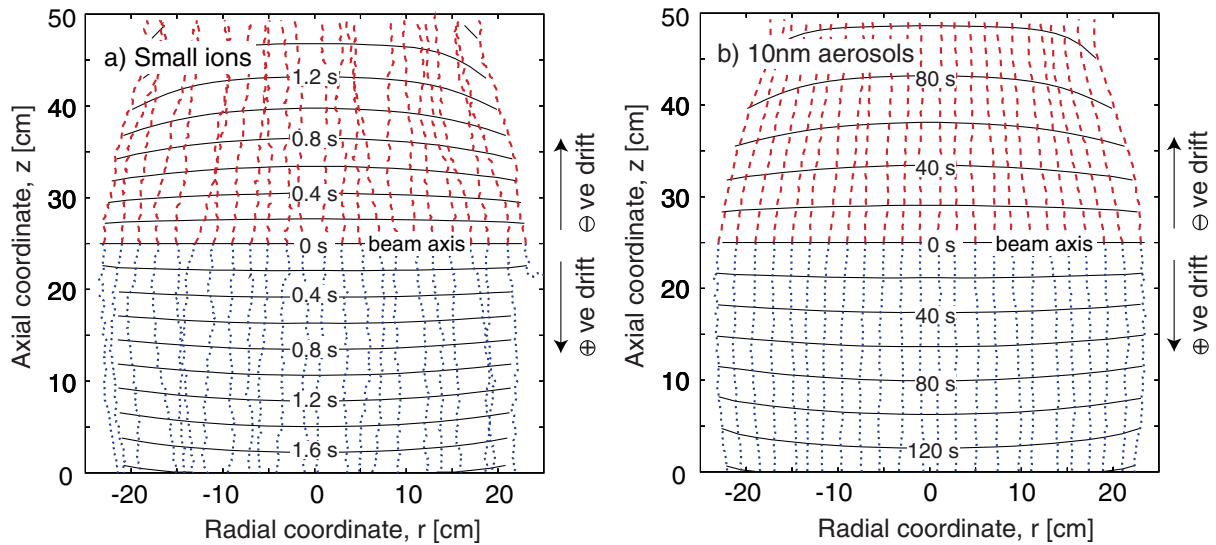 a) Small ions
1.2 s
0.8 s
0.4 s
0 s
beam axis
0.4 s
0.8 s
1.2 s
1.6 s
50
40
30
20
10
0
Axial coordinate, z [cm]
-20
-10
0
10
20
Radial coordinate, r [cm]
⊖ ve drift
⊕ ve drift
b) 10nm aerosols
80 s
40 s
0 s
beam axis
40 s
80 s
120 s
50
40
30
20
10
0
Axial coordinate, z [cm]
-20
-10
0
10
20
Radial coordinate, r [cm]
⊖ ve drift
⊕ ve drift